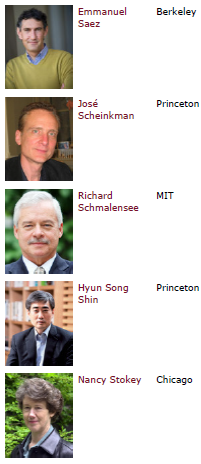 Emmanuel Saez Berkeley
José Scheinkman Princeton
Richard Schmalensee MIT
Hyun Song Shin Princeton
Nancy Stokey Chicago